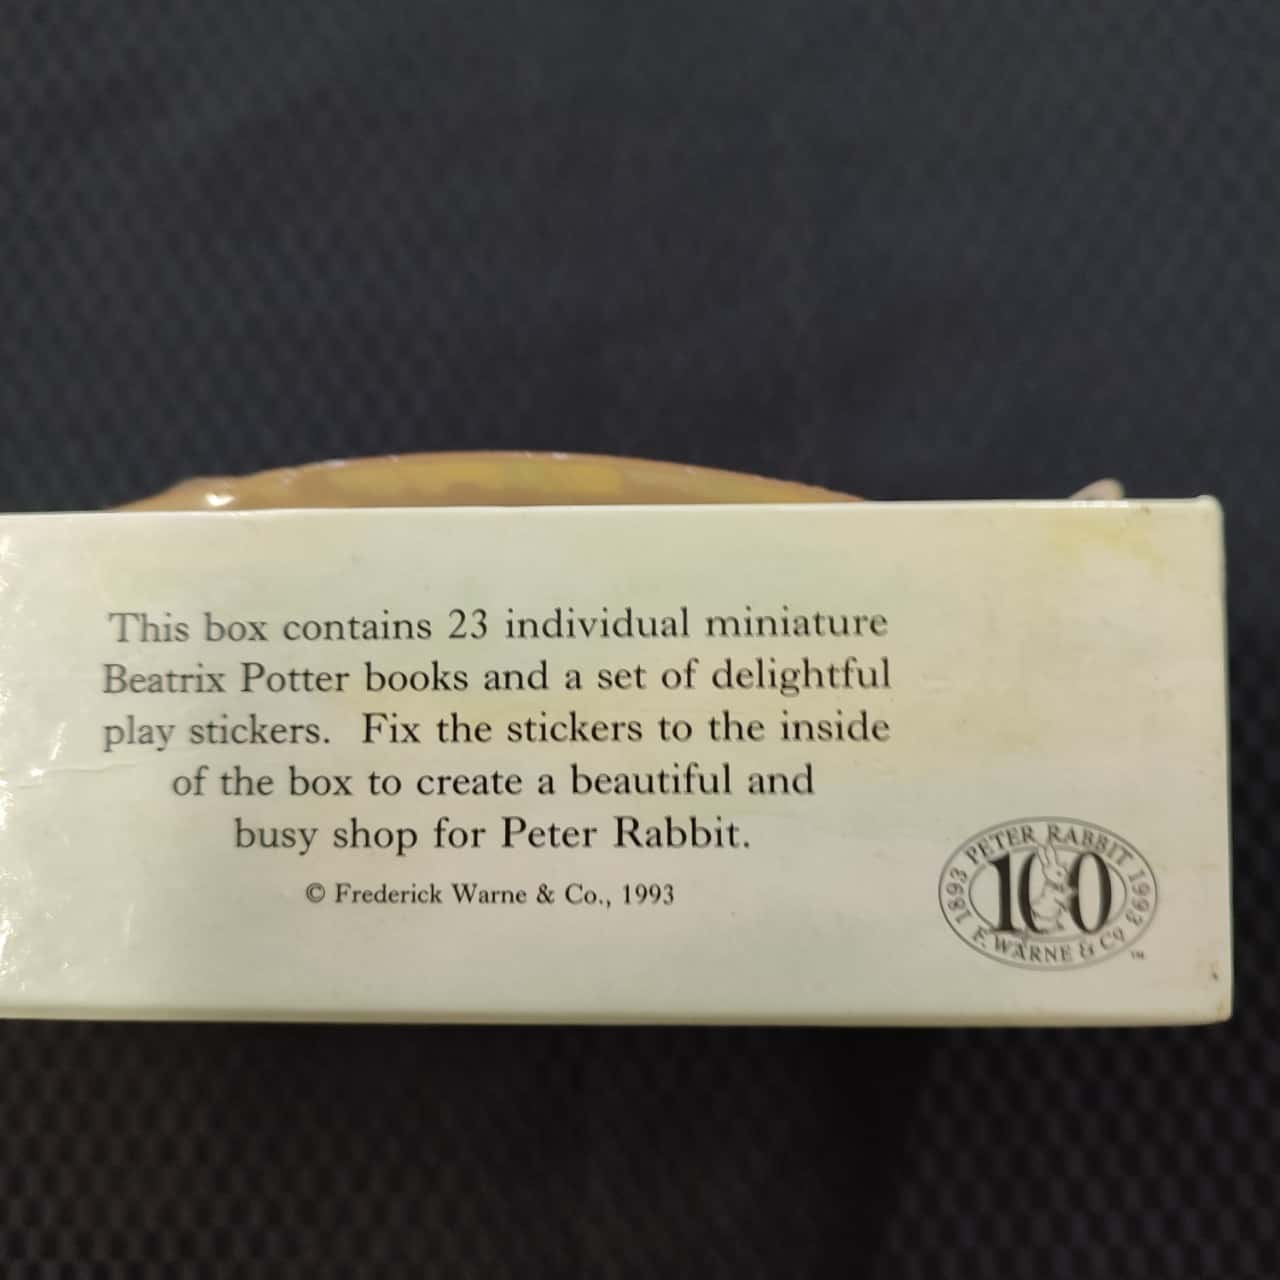 This box contains 23 individual miniature
Beatrix Potter books and a set of delightful
play stickers. Fix the stickers to the inside
of the box to create a beautiful and
busy shop for Peter Rabbit.
© Frederick Warne & Co., 1993
1893 PETER RABBIT 1993
100
F. WARNE & Co
™